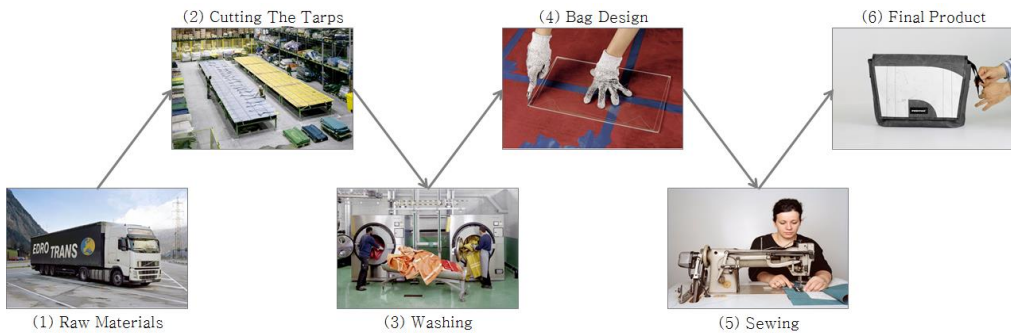 (2) Cutting The Tarps
(4) Bag Design
(6) Final Product
EDRO
TRANS
(1) Raw Materials
(3) Washing
(5) Sewing